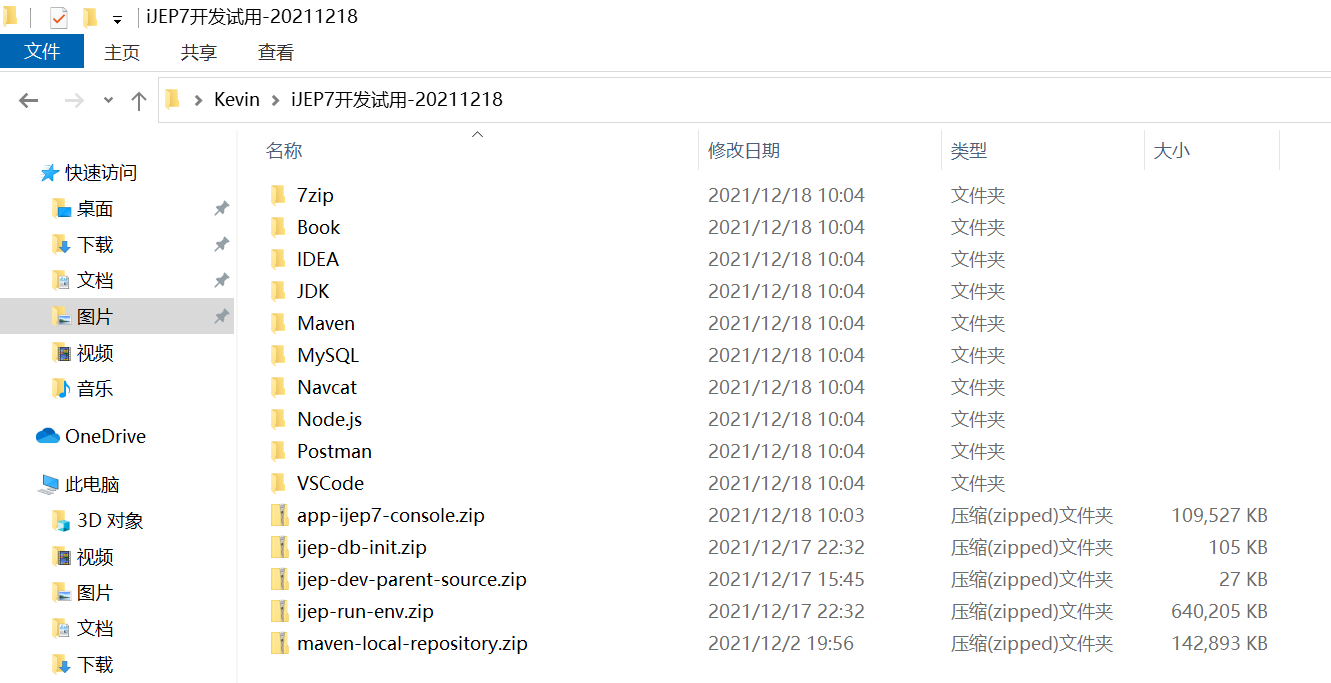 iJEP7开发试用-20211218
文件 主页 共享 查看
Kevin iJEP7开发试用-20211218
名称 修改日期 类型 大小
快速访问
桌面
下载
文档
图片
视频
音乐
OneDrive
此电脑
3D 对象
视频
图片
文档
下载
7zip 2021/12/18 10:04 文件夹
Book 2021/12/18 10:04 文件夹
IDEA 2021/12/18 10:04 文件夹
JDK 2021/12/18 10:04 文件夹
Maven 2021/12/18 10:04 文件夹
MySQL 2021/12/18 10:04 文件夹
Navcat 2021/12/18 10:04 文件夹
Node.js 2021/12/18 10:04 文件夹
Postman 2021/12/18 10:04 文件夹
VSCode 2021/12/18 10:04 文件夹
app-ijep7-console.zip 2021/12/18 10:03 压缩(zipped)文件夹 109,527 KB
ijep-db-init.zip 2021/12/17 22:32 压缩(zipped)文件夹 105 KB
ijep-dev-parent-source.zip 2021/12/17 15:45 压缩(zipped)文件夹 27 KB
ijep-run-env.zip 2021/12/17 22:32 压缩(zipped)文件夹 640,205 KB
maven-local-repository.zip 2021/12/2 19:56 压缩(zipped)文件夹 142,893 KB